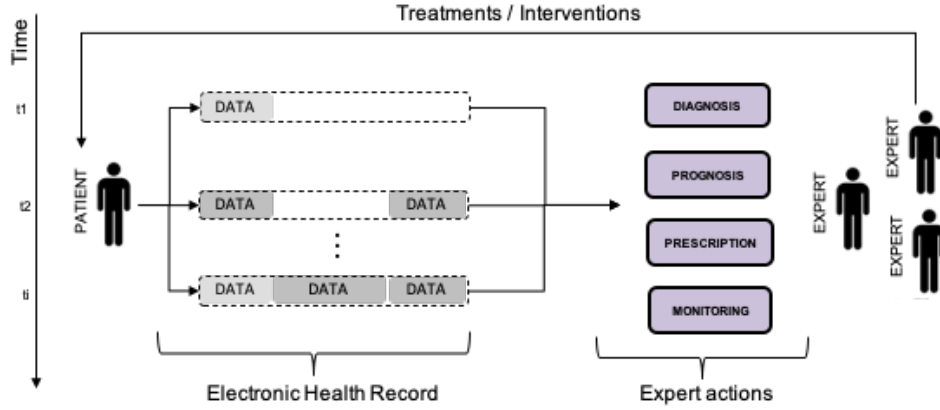 Treatments / Interventions
Time
t1
DATA
DIAGNOSIS
EXPERT
PROGNOSIS
PATIENT
t2
DATA
DATA
EXPERT
PRESCRIPTION
EXPERT
ti
DATA
DATA
DATA
MONITORING
Electronic Health Record
Expert actions